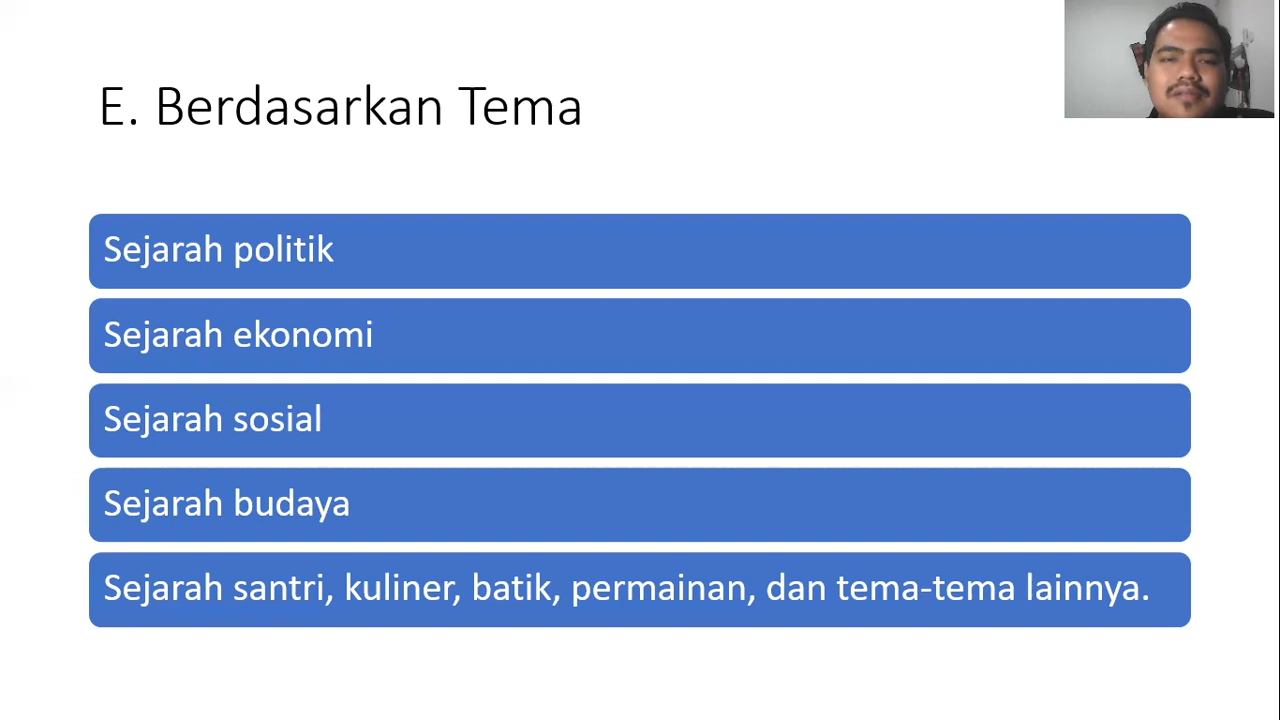 E. Berdasarkan Tema
Sejarah politik
Sejarah ekonomi
Sejarah sosial
Sejarah budaya
Sejarah santri, kuliner, batik, permainan, dan tema-tema lainnya.